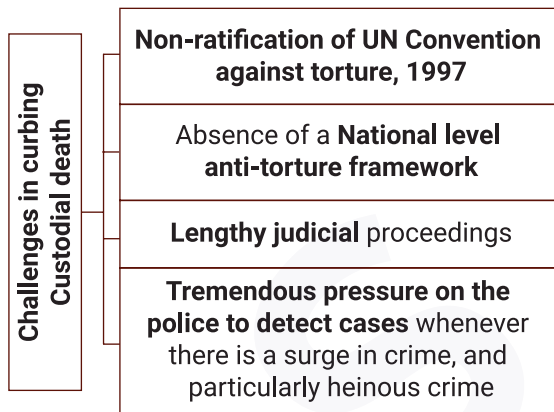 Challenges in curbing
Custodial death
Non-ratification of UN Convention
against torture, 1997
Absence of a National level
anti-torture framework
Lengthy judicial proceedings
Tremendous pressure on the
police to detect cases whenever
there is a surge in crime, and
particularly heinous crime